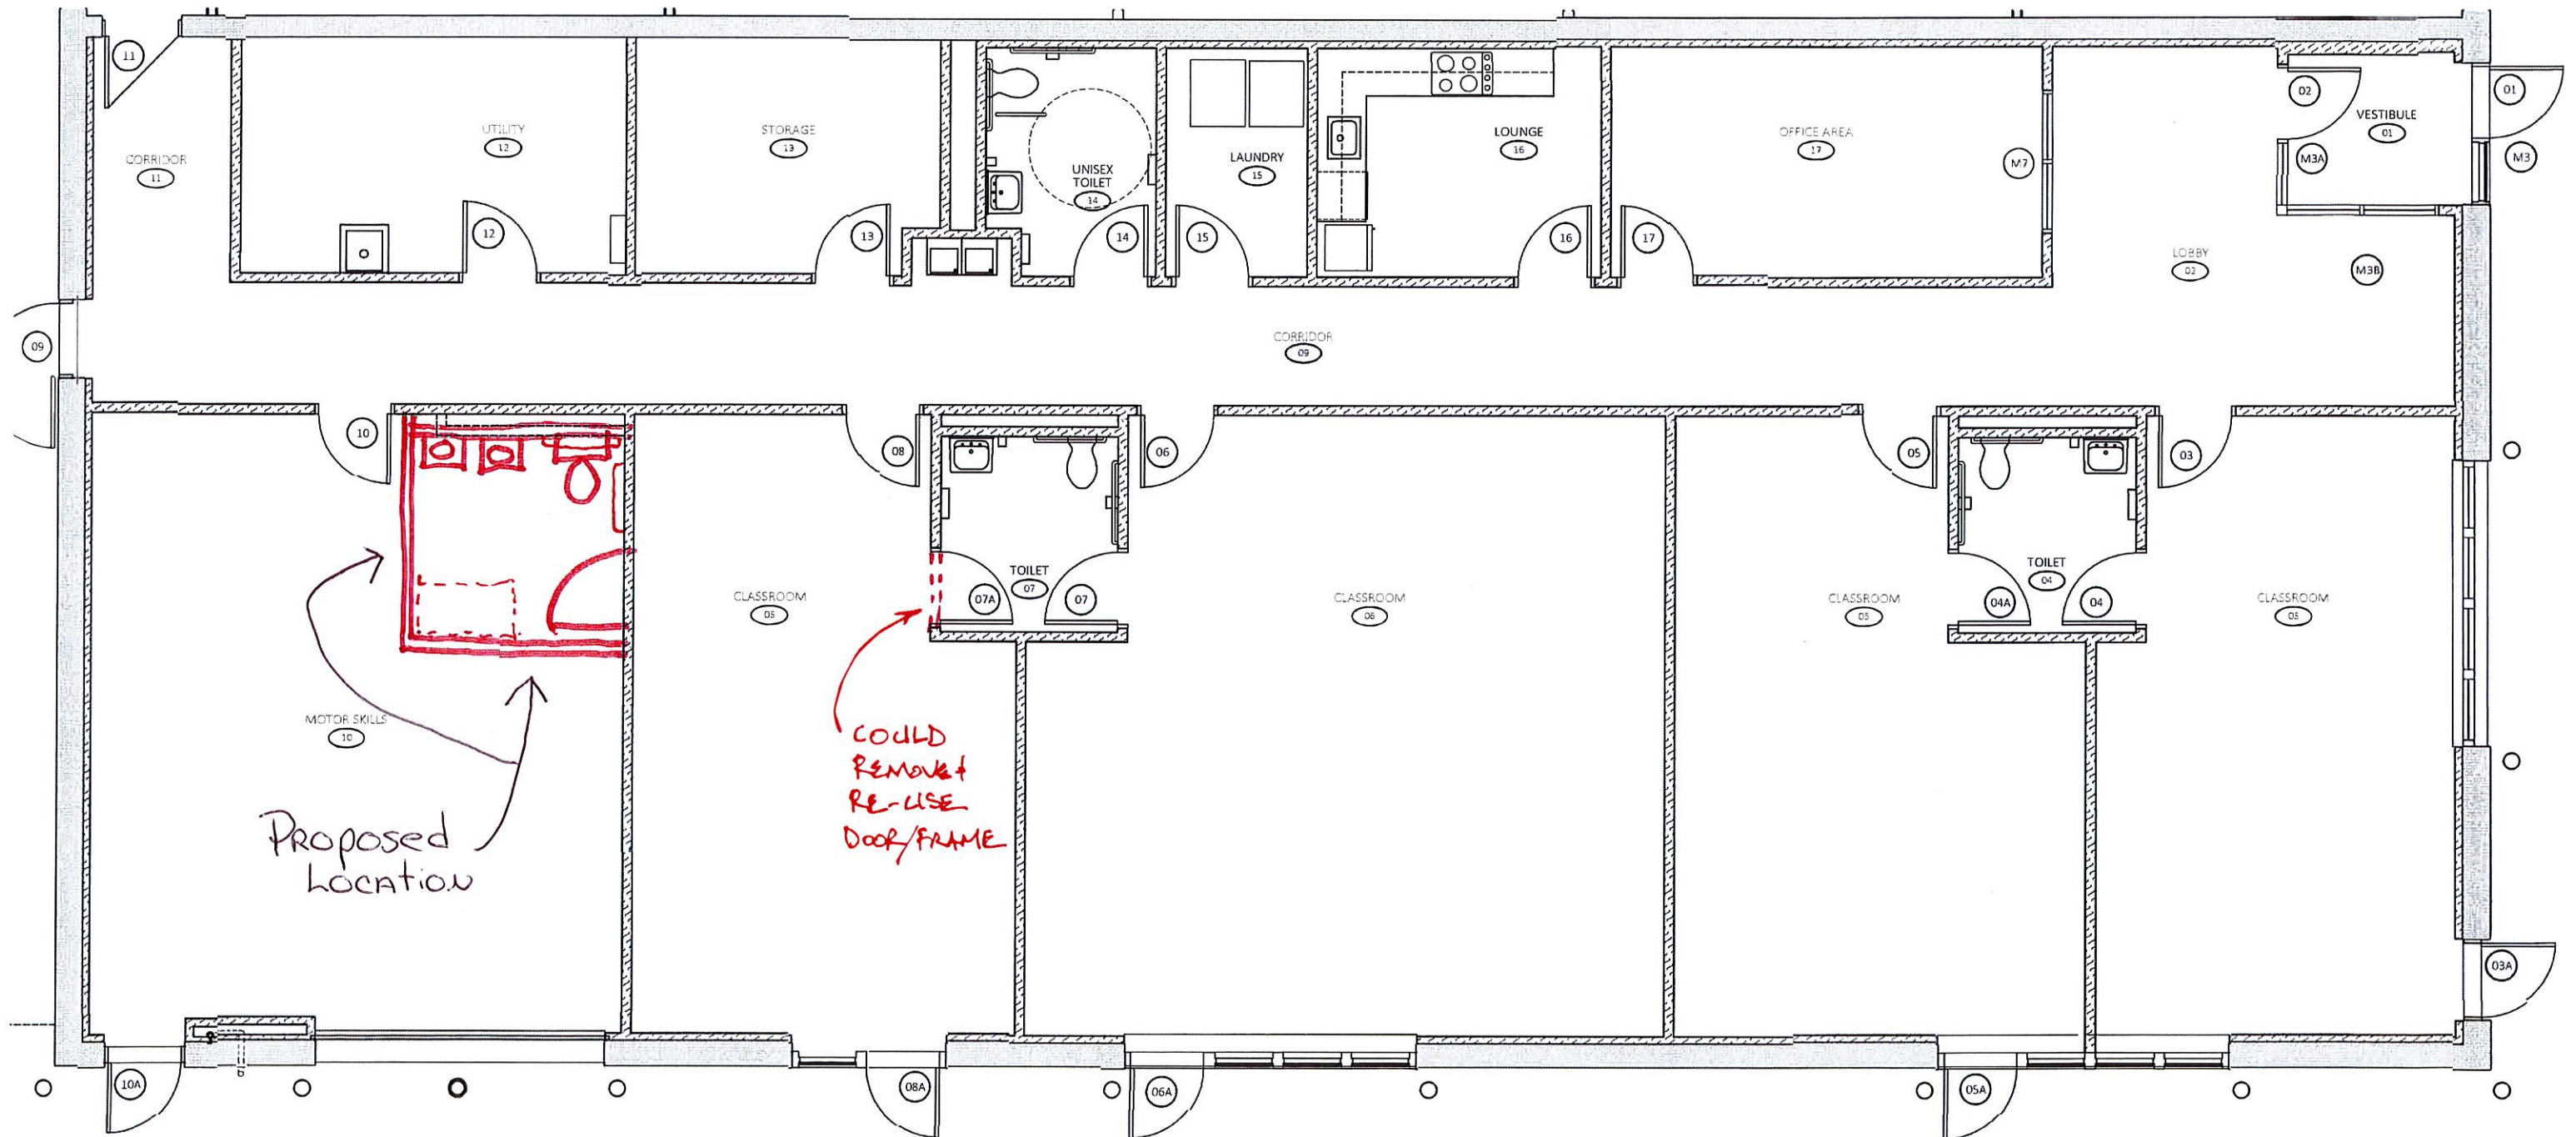 11
CORRIDOR
11
UTILITY
12
12
STORAGE
13
13
UNISEX
TOILET
14
14
LAUNDRY
15
15
LOUNGE
16
16
OFFICE AREA
17
17
M7
02
VESTIBULE
01
M3A
01
M3
LOBBY
02
M3B
09
CORRIDOR
09
10
08
06
05
03
TOILET
07
07A
07
TOILET
04
04A
04
CLASSROOM
CLASSROOM
06
CLASSROOM
05
CLASSROOM
MOTOR SKILLS
10
PROPOSED
LOCATION
COULD
REMOVE &
RE-USE
DOOR/FRAME
03A
10A
08A
06A
05A